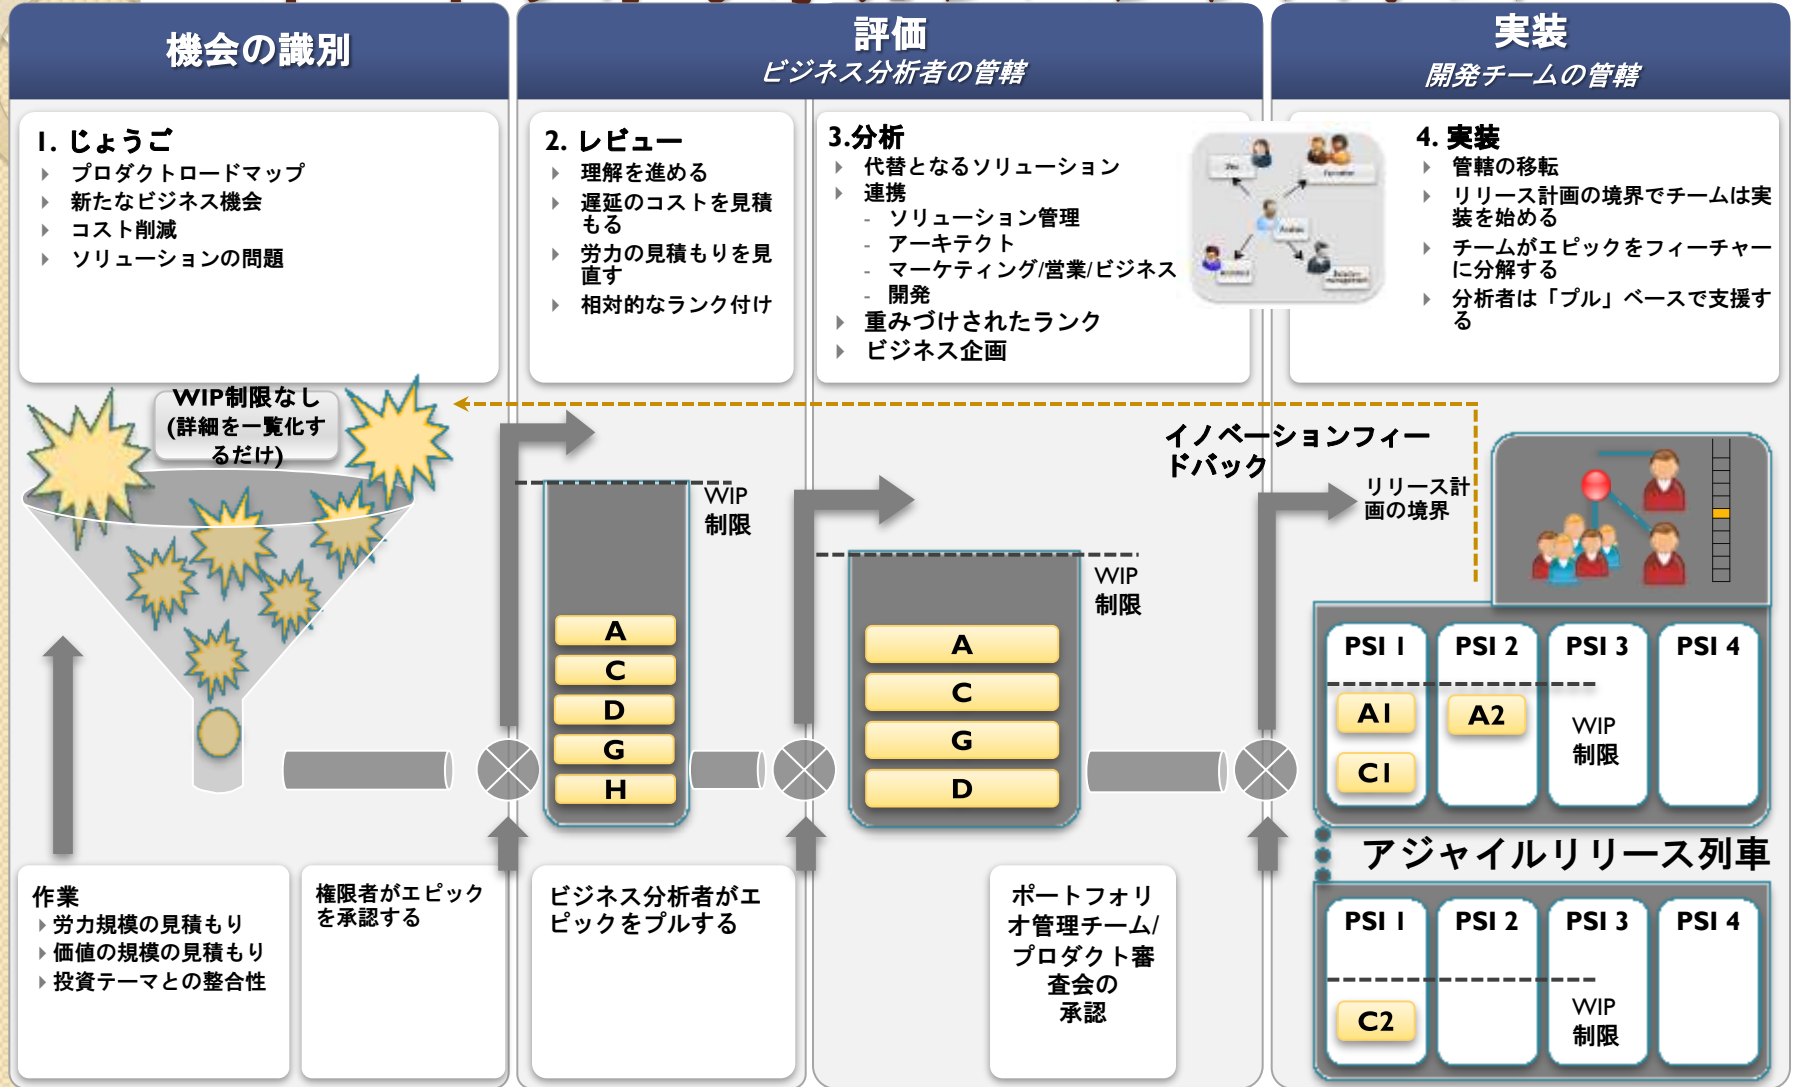 機会の識別
評価
ビジネス分析者の管轄
実装
開発チームの管轄
1. じょうご
プロダクトロードマップ
新たなビジネス機会
コスト削減
ソリューションの問題
2. レビュー
理解を進める
遅延のコストを見積
もる
労力の見積もりを見
直す
相対的なランク付け
3.分析
代替となるソリューション
連携
- ソリューション管理
- アーキテクト
- マーケティング/営業/ビジネス
- 開発
重みづけされたランク
ビジネス企画
4. 実装
管轄の移転
リリース計画の境界でチームは実
装を始める
チームがエピックをフィーチャー
に分解する
分析者は「プル」ベースで支援す
る
WIP制限なし
(詳細を一覧化す
るだけ)
WIP
制限
A
C
D
G
H
WIP
制限
A
C
G
D
イノベーションフィー
ドバック
リリース計
画の境界
PSI 1
PSI 2
PSI 3
PSI 4
A1
C1
A2
WIP
制限
アジャイルリリース列車
PSI 1
PSI 2
PSI 3
PSI 4
C2
WIP
制限
作業
労力規模の見積もり
価値の規模の見積もり
投資テーマとの整合性
権限者がエピック
を承認する
ビジネス分析者がエ
ピックをプルする
ポートフォリ
オ管理チーム/
プロダクト審
査会の
承認